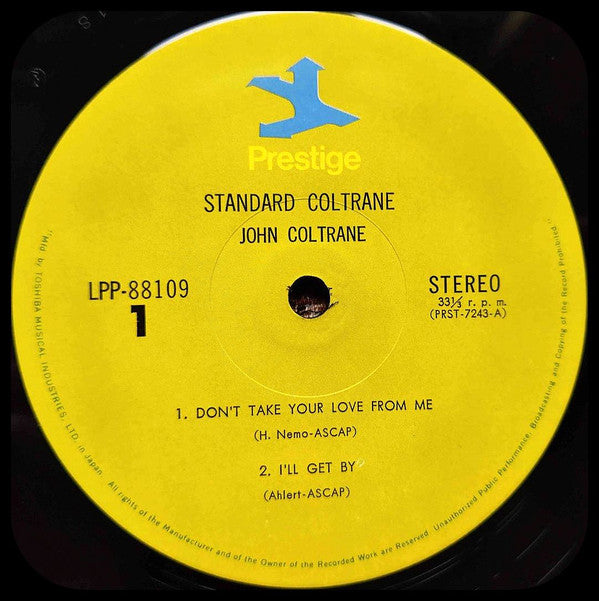 Prestige
STANDARD COLTRANE
JOHN COLTRANE
LPP-88109
1
STEREO
33⅓ r. p. m.
(PRST-7243-A)
1. DON'T TAKE YOUR LOVE FROM ME
(H. Nemo-ASCAP)
2. I'LL GET BY
(Ahlert-ASCAP)
"Mfd by TOSHIBA MUSICAL INDUSTRIES, LTD. in Japan. All rights of the Manufacturer and of the Owner of the Recorded Work are Reserved. Unauthorized Public Performance, Broadcasting and Copying of the Record Prohibited."